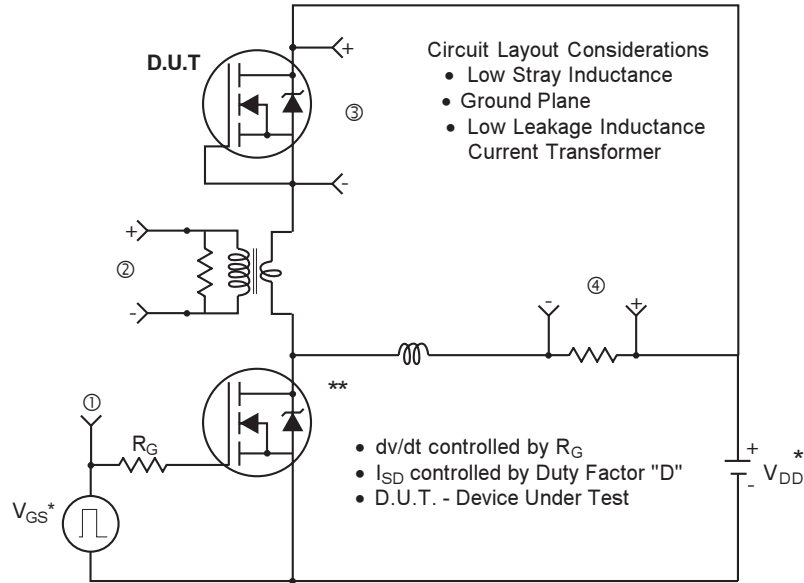 D.U.T
+
③
-
Circuit Layout Considerations
• Low Stray Inductance
• Ground Plane
• Low Leakage Inductance
Current Transformer
+
②
-
-
④
+
**
①
R_G
V_GS*
• dv/dt controlled by R_G
• I_SD controlled by Duty Factor "D"
• D.U.T. - Device Under Test
+
-
V_DD*